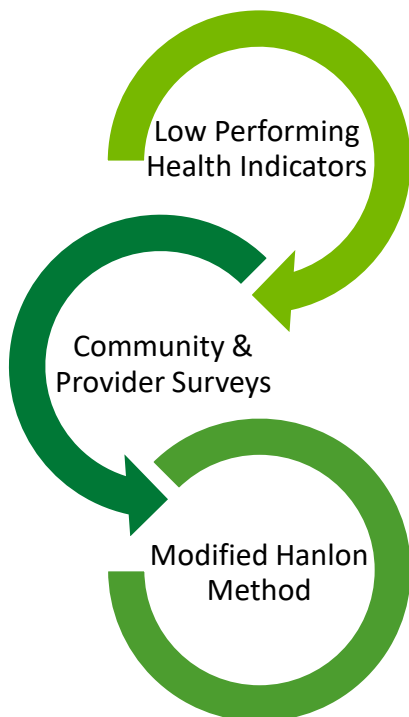 Low Performing
Health Indicators
Community &
Provider Surveys
Modified Hanlon
Method